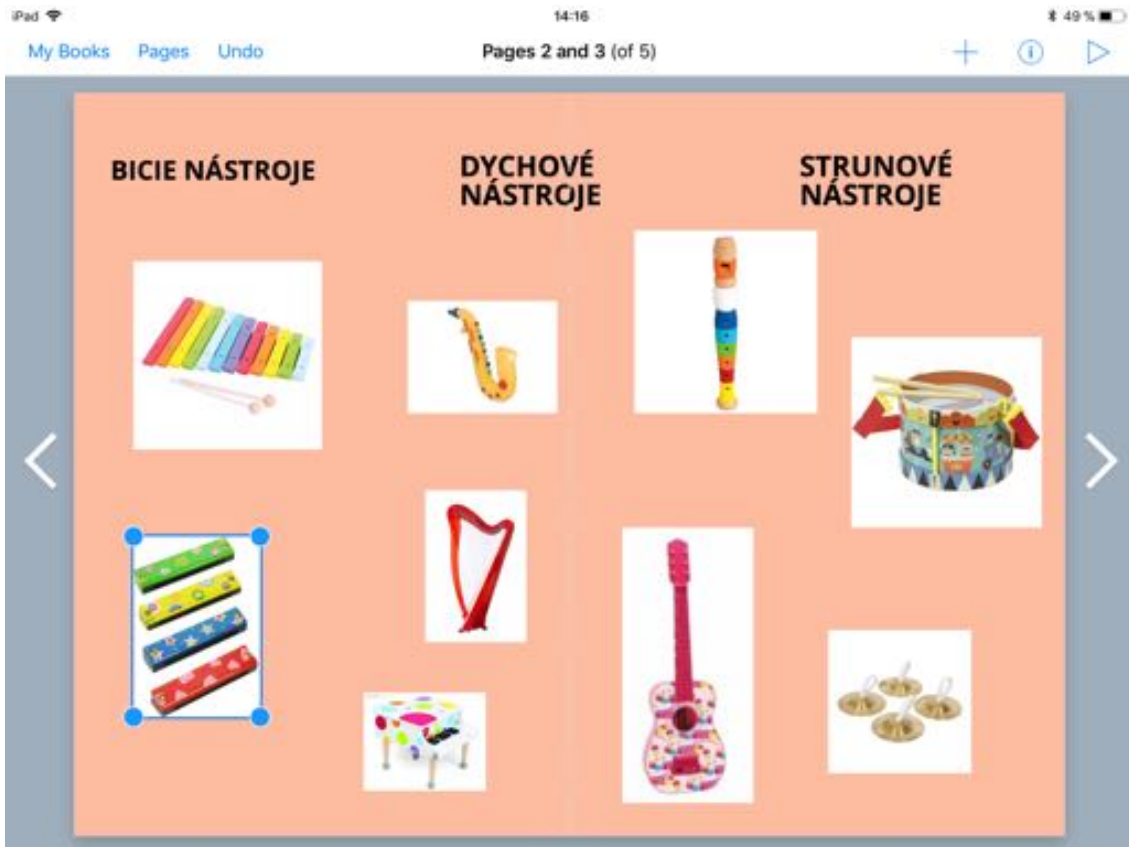 iPad 14:16 49 %
My Books Pages Undo Pages 2 and 3 (of 5)
BICIE NÁSTROJE
DYCHOVÉ
NÁSTROJE
STRUNOVÉ
NÁSTROJE